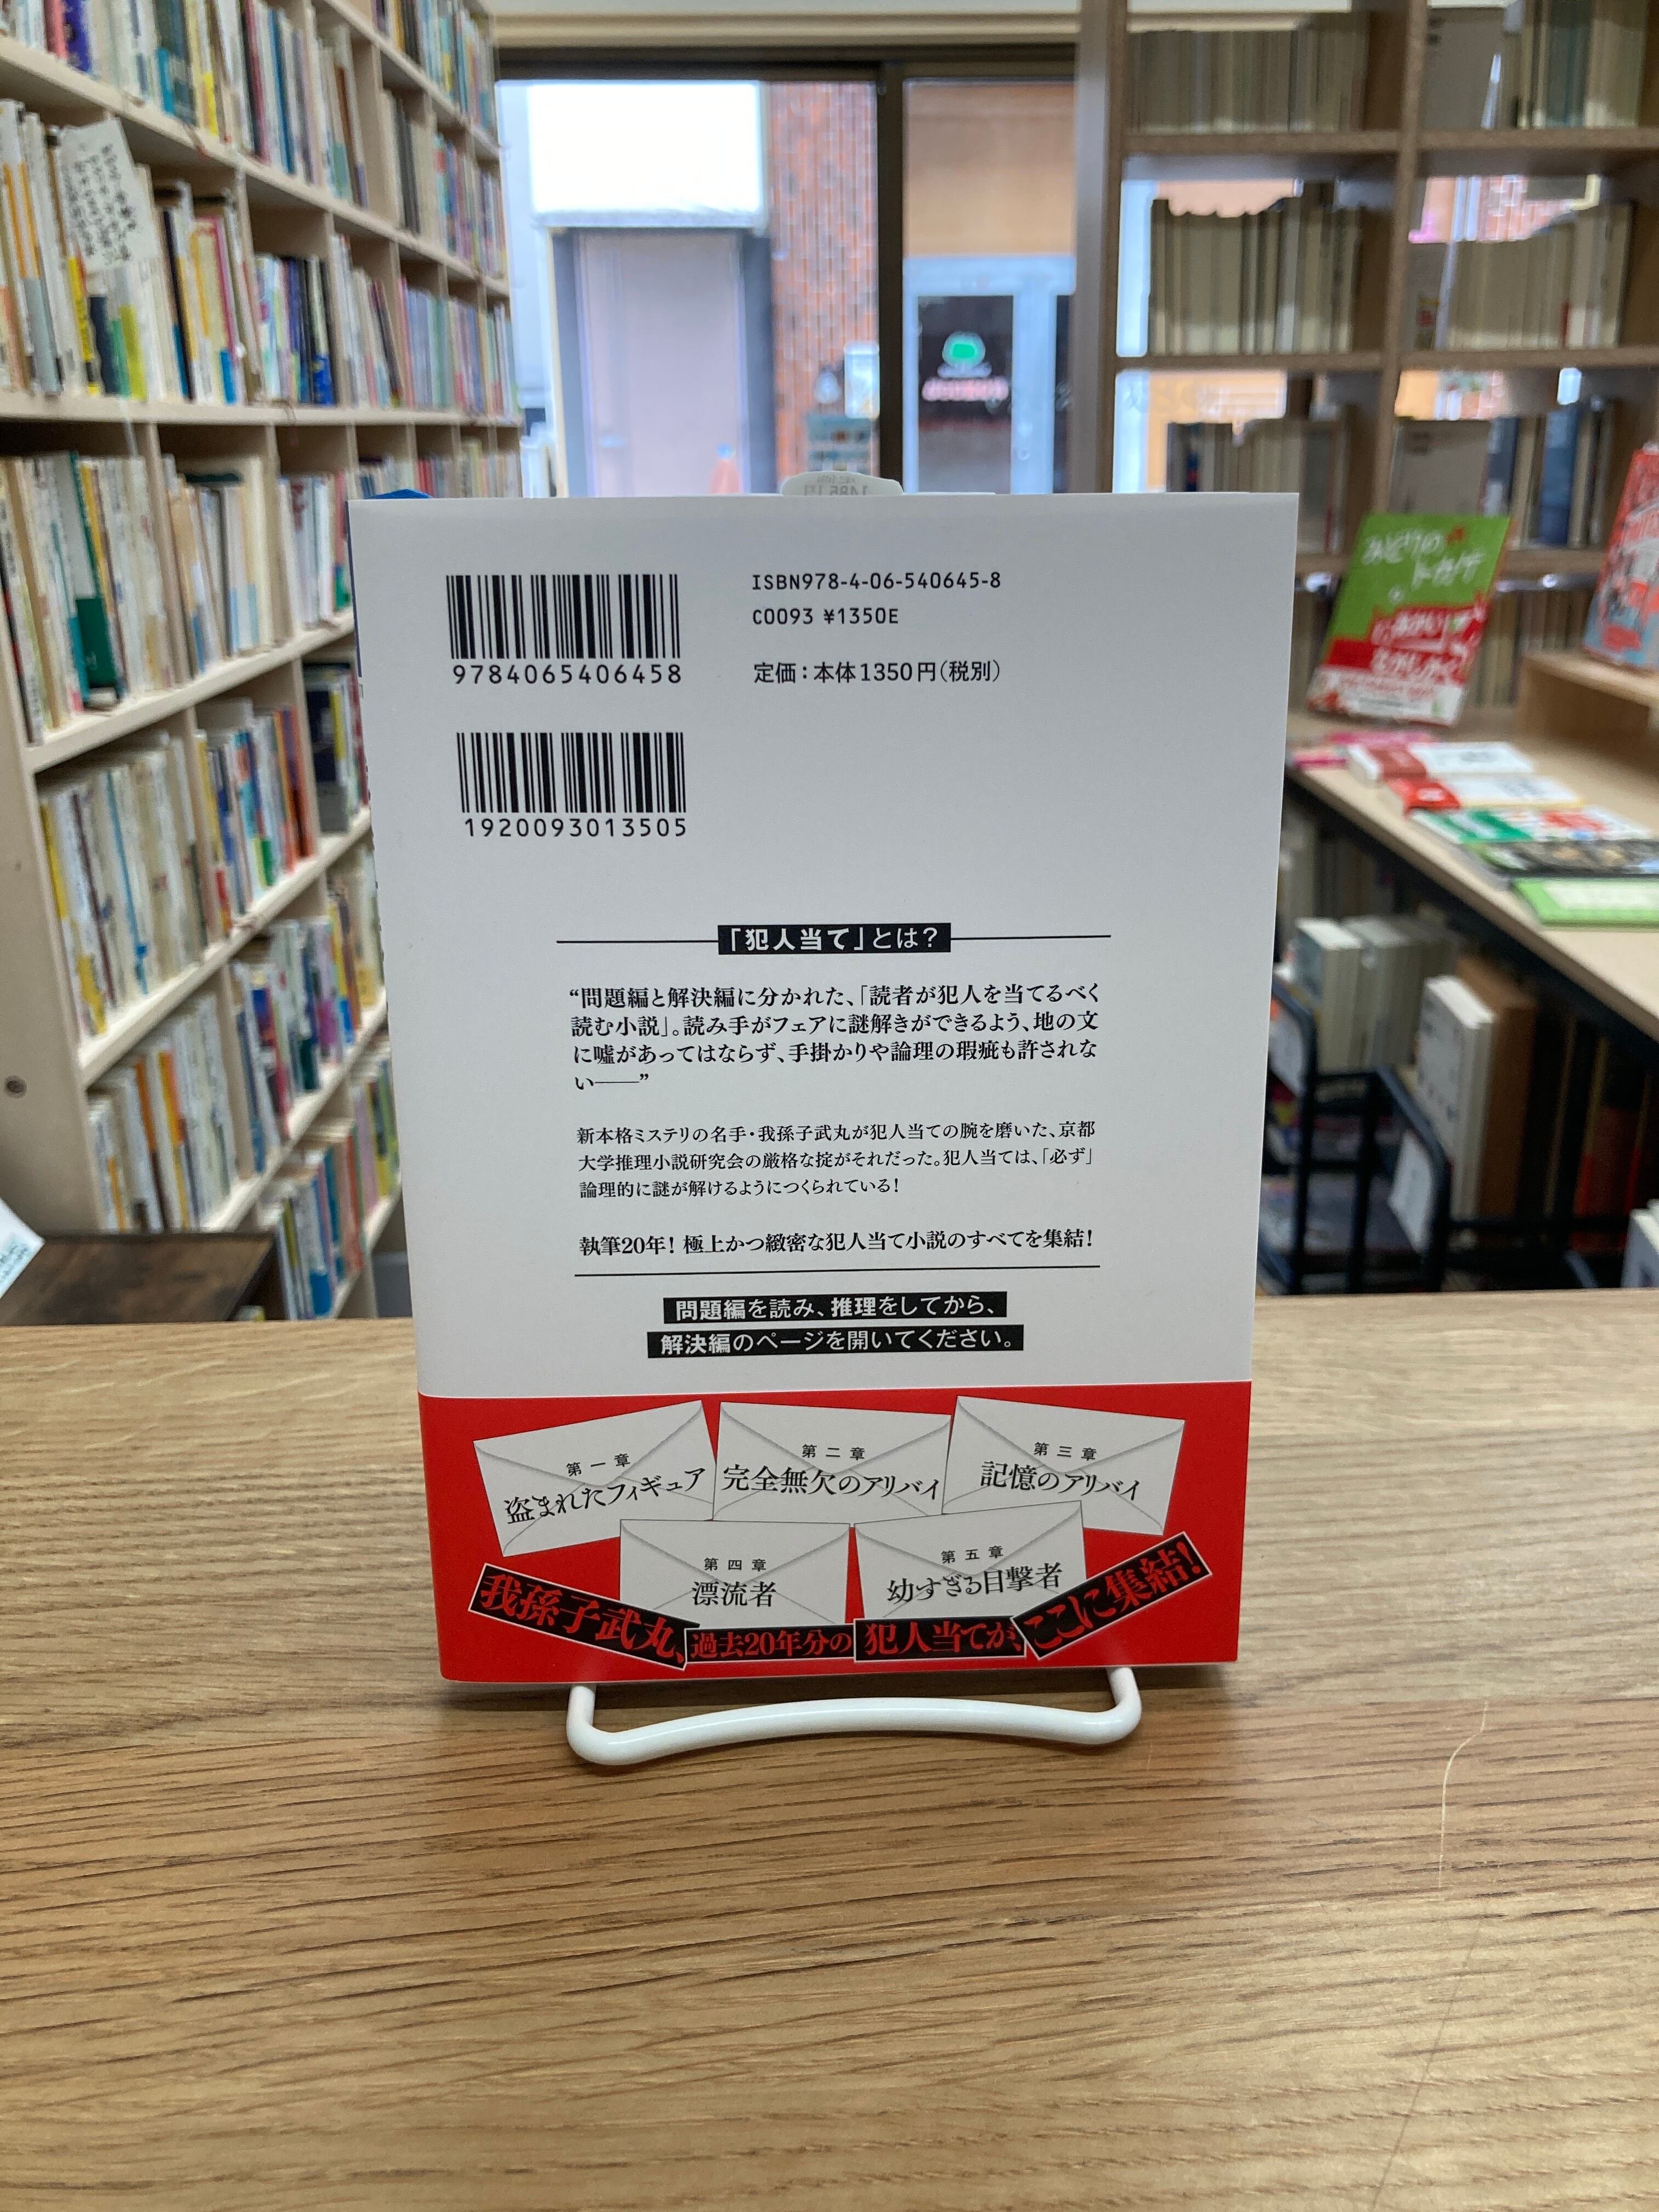 ISBN978-4-06-540645-8
C0093 ¥1350E
定価：本体1350円（税別）
9784065406458
1920093013505
「犯人当て」とは？
“問題編と解決編に分かれた、「読者が犯人を当てるべく
読む小説」。読み手がフェアに謎解きができるよう、地の文
に嘘があってはならず、手掛かりや論理の瑕疵も許されな
い――”
新本格ミステリの名手・我孫子武丸が犯人当ての腕を磨いた、京都
大学推理小説研究会の厳格な掟がそれだった。犯人当ては、「必ず」
論理的に謎が解けるようにつくられている！
執筆20年！ 極上かつ緻密な犯人当て小説のすべてを集結！
問題編を読み、推理をしてから、
解決編のページを開いてください。
第一章
盗まれたフィギュア
第二章
完全無欠のアリバイ
第三章
記憶のアリバイ
第四章
漂流者
第五章
幼すぎる目撃者
我孫子武丸、過去20年分の犯人当てが、ここに集結！
みどりの
トカゲ